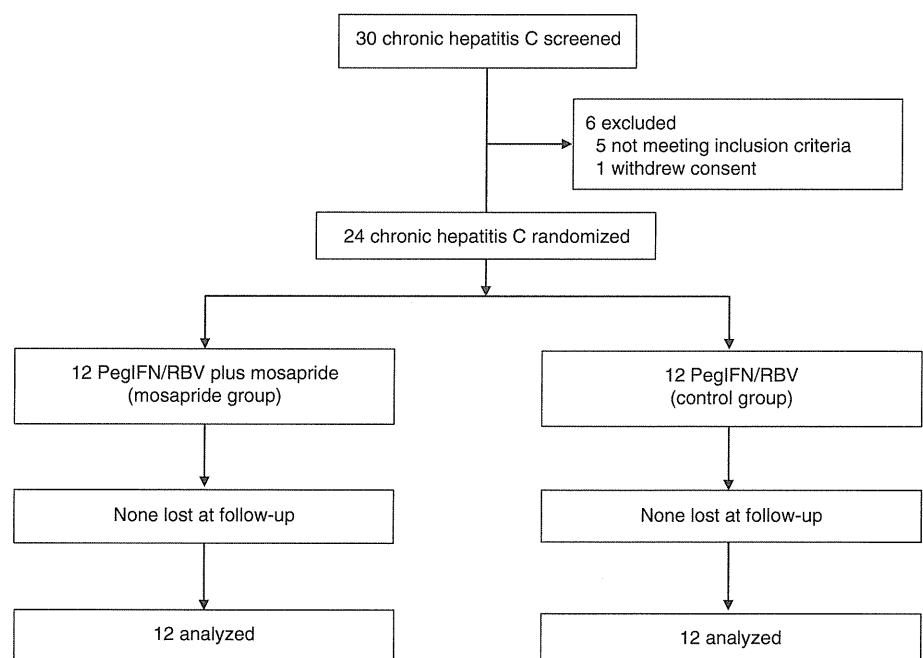 30 chronic hepatitis C screened
6 excluded
5 not meeting inclusion criteria
1 withdrew consent
24 chronic hepatitis C randomized
12 PegIFN/RBV plus mosapride
(mosapride group)
12 PegIFN/RBV
(control group)
None lost at follow-up
None lost at follow-up
12 analyzed
12 analyzed